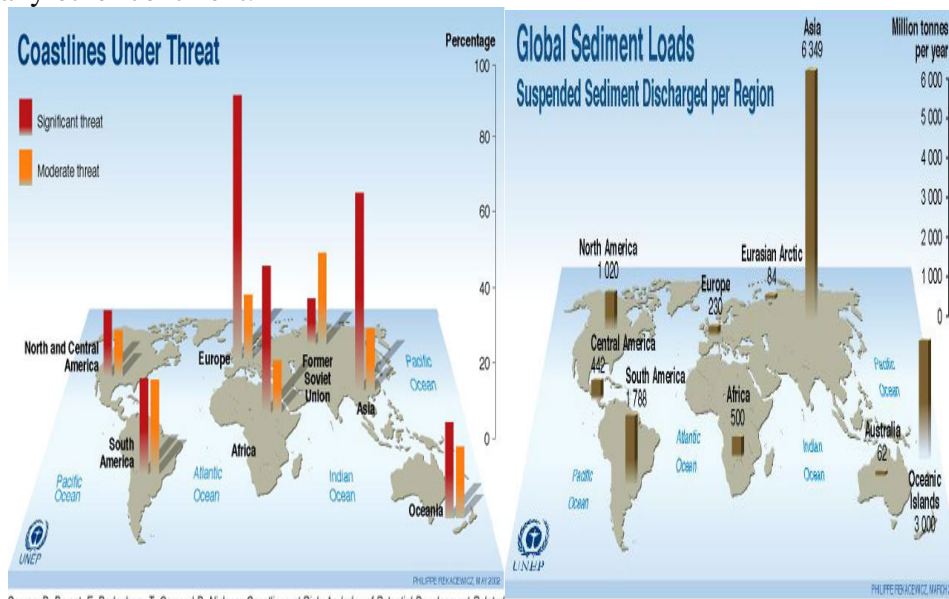 Coastlines Under Threat
Percentage
100
Significant threat
80
Moderate threat
60
40
North and Central
America
Europe
Former
Soviet
Union
Pacific
Ocean
20
Asia
South
America
Africa
0
Pacific
Ocean
Atlantic
Ocean
Indian
Ocean
Oceania
UNEP
PHILIPPE REKACEWICZ, MAY 2002
Global Sediment Loads
Suspended Sediment Discharged per Region
Asia
6 349
Million tonnes
per year
6 000
5 000
4 000
3 000
2 000
1 000
0
North America
1 020
Eurasian Arctic
84
Europe
230
Central America
442
South America
1 788
Africa
500
Pacific
Ocean
Australia
62
Atlantic
Ocean
Indian
Ocean
Pacific
Ocean
Oceanic
Islands
3 000
UNEP
PHILIPPE REKACEWICZ, MARCH